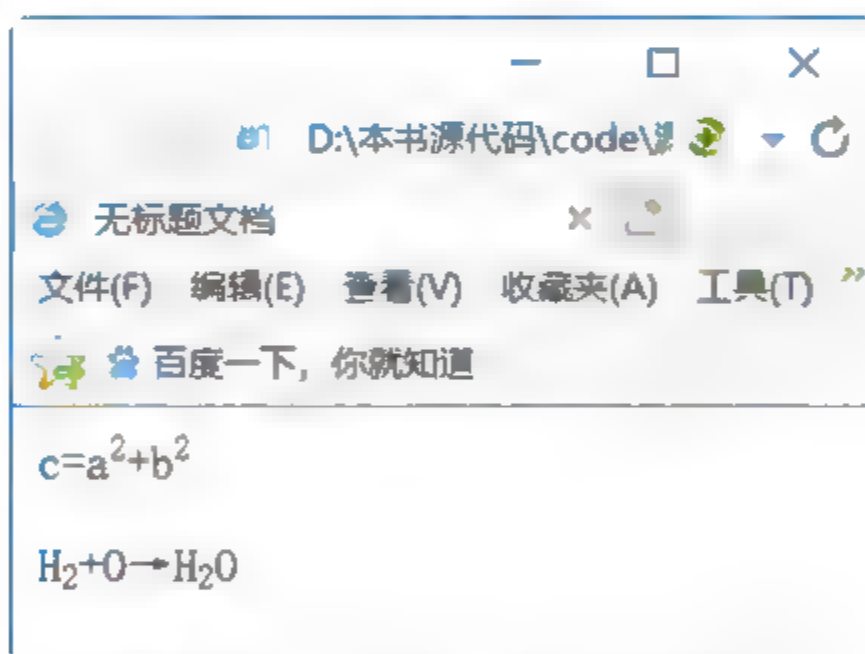 D:\本书源代码\code\
无标题文档
文件(F) 编辑(E) 查看(V) 收藏夹(A) 工具(T) »
百度一下，你就知道
c=a²+b²
H₂+O→H₂O